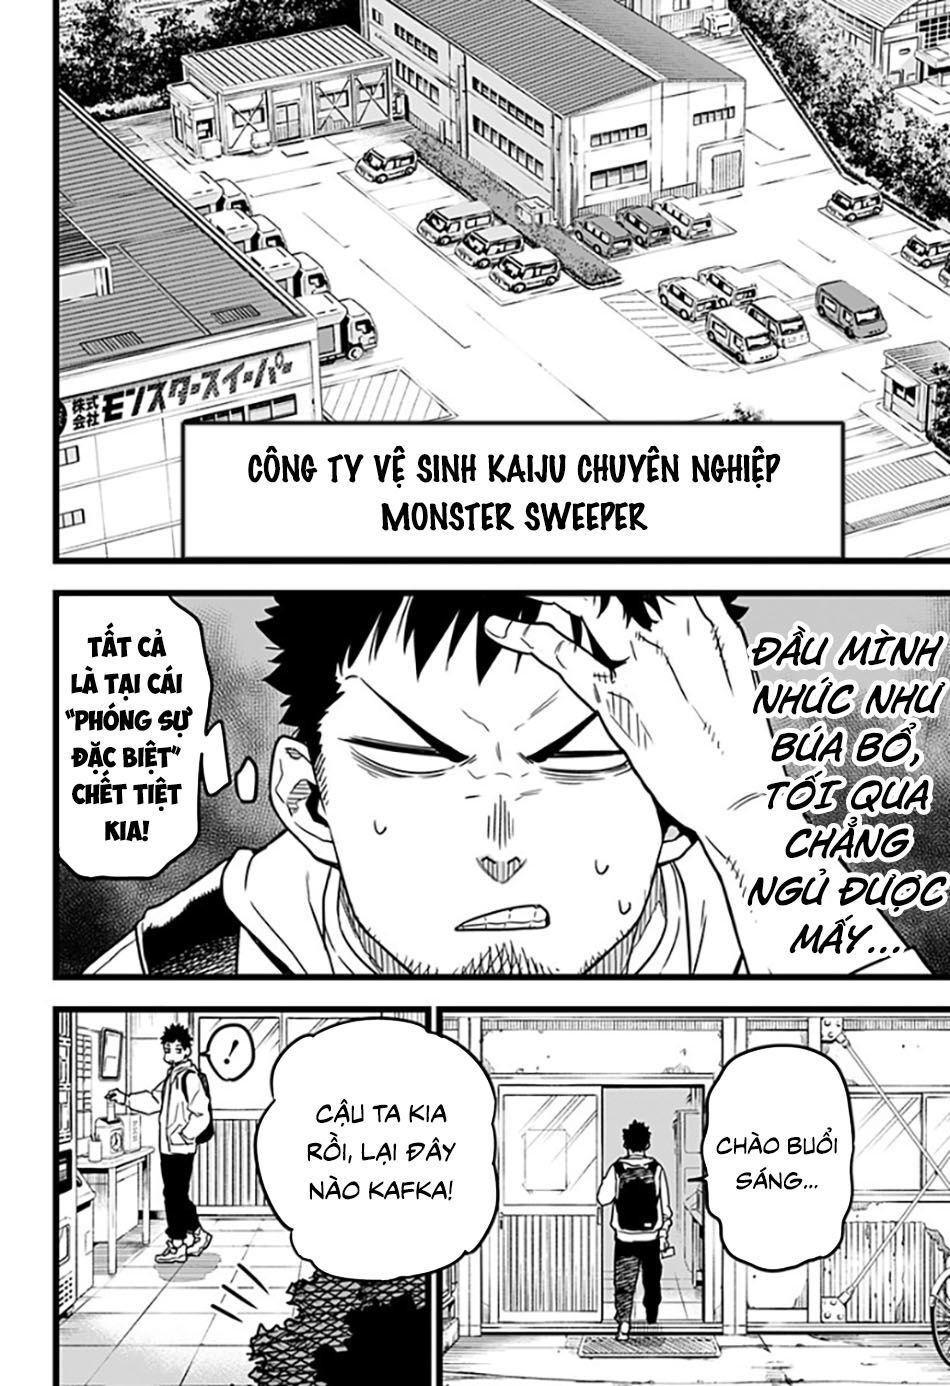 株式
会社 モンスタースイーパー
CÔNG TY VỆ SINH KAIJU CHUYÊN NGHIỆP
MONSTER SWEEPER
ĐẦU MÌNH
NHỨC NHƯ
BÚA BỔ,
TỐI QUA
CHẲNG
NGỦ ĐƯỢC
MẤY...
TẤT CẢ
LÀ TẠI CÁI
"PHÓNG SỰ
ĐẶC BIỆT"
CHẾT TIỆT
KIA!
CHÀO BUỔI
SÁNG...
CẬU TA KIA
RỒI, LẠI ĐÂY
NÀO KAFKA!
!